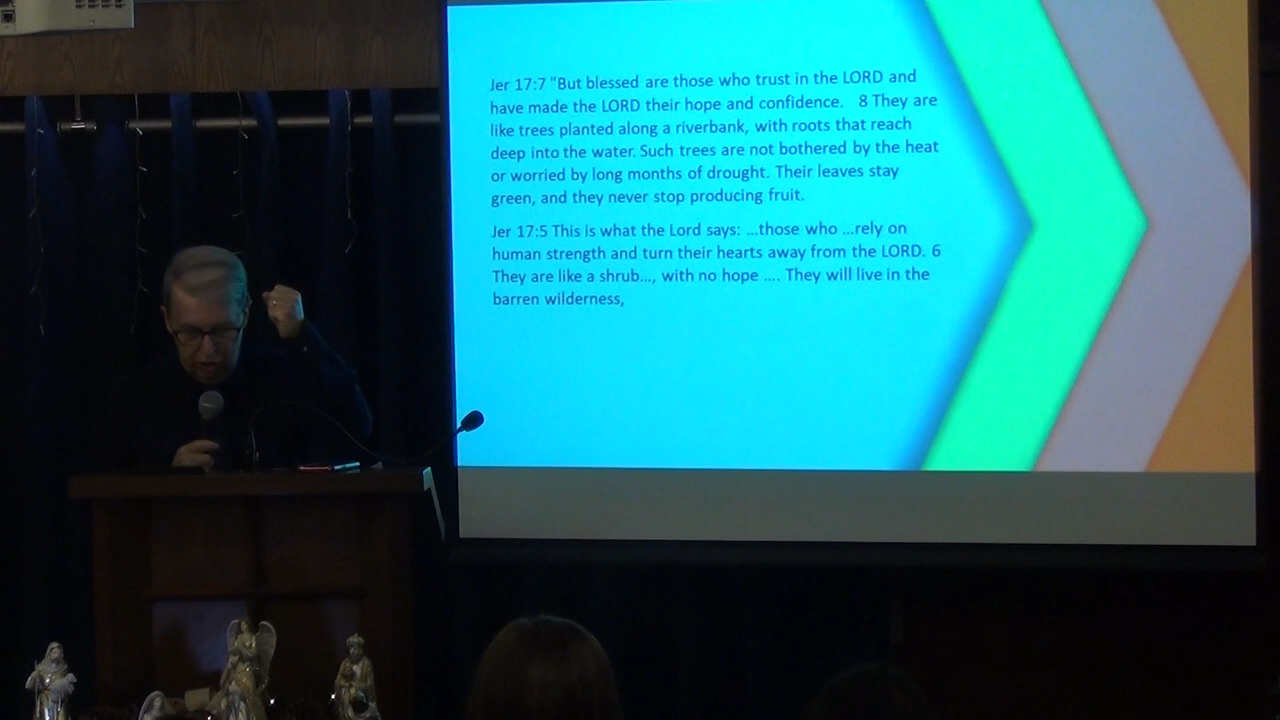 Jer 17:7 "But blessed are those who trust in the LORD and
have made the LORD their hope and confidence.   8 They are
like trees planted along a riverbank, with roots that reach
deep into the water. Such trees are not bothered by the heat
or worried by long months of drought. Their leaves stay
green, and they never stop producing fruit.
Jer 17:5 This is what the Lord says: ...those who ...rely on
human strength and turn their hearts away from the LORD. 6
They are like a shrub..., with no hope .... They will live in the
barren wilderness,